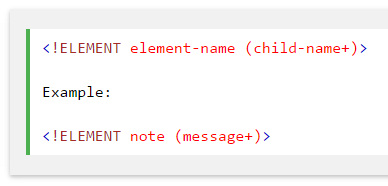 <!ELEMENT element-name (child-name+)>
Example:
<!ELEMENT note (message+)>